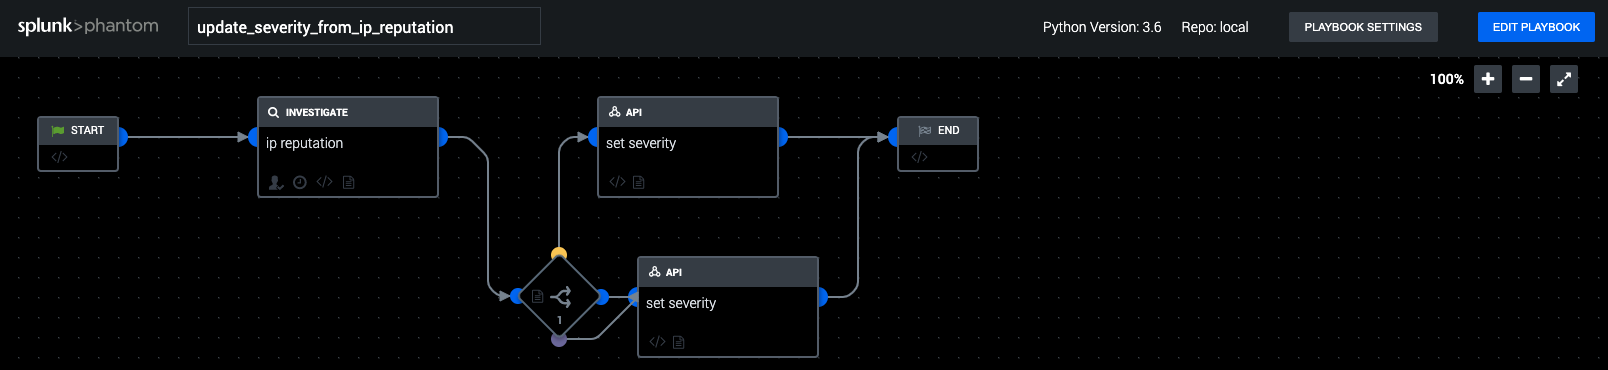 splunk>phantom
update_severity_from_ip_reputation
Python Version: 3.6
Repo: local
PLAYBOOK SETTINGS
EDIT PLAYBOOK
100%
START
INVESTIGATE
ip reputation
API
set severity
END
1
API
set severity